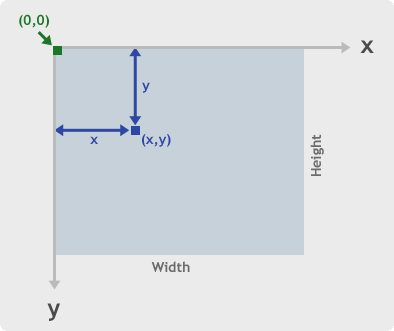 (0,0)
x
y
x
(x,y)
Height
Width
y